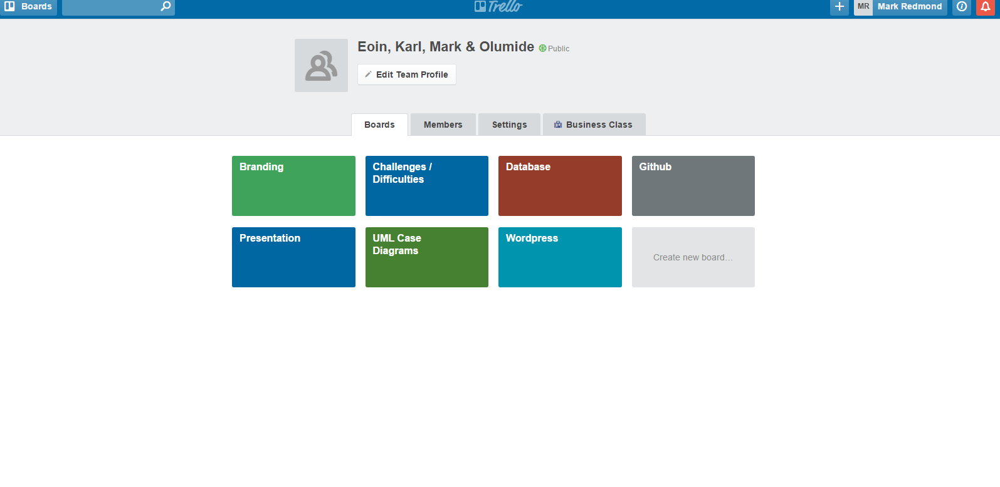 Boards
Trello
MR Mark Redmond
Eoin, Karl, Mark & Olumide Public
Edit Team Profile
Boards Members Settings Business Class
Branding
Challenges /
Difficulties
Database
Github
Presentation
UML Case
Diagrams
Wordpress
Create new board…